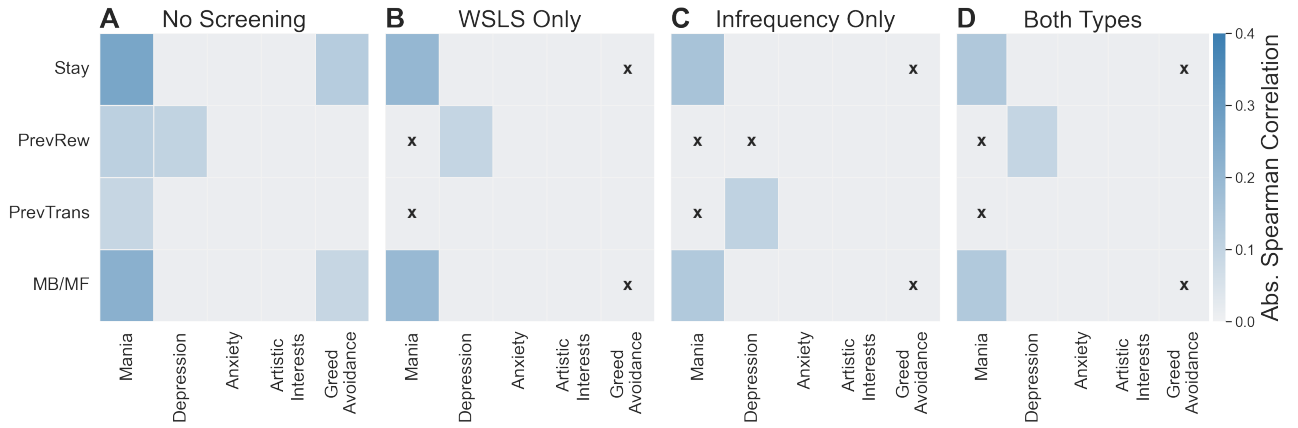 A No Screening
B WSLS Only
C Infrequency Only
D Both Types
Stay
PrevRew
PrevTrans
MB/MF
x
x
x
x
x
x
x
x
x
x
x
x
x
Mania
Depression
Anxiety
Artistic
Interests
Greed
Avoidance
Mania
Depression
Anxiety
Artistic
Interests
Greed
Avoidance
Mania
Depression
Anxiety
Artistic
Interests
Greed
Avoidance
Mania
Depression
Anxiety
Artistic
Interests
Greed
Avoidance
0.4
0.3
0.2
0.1
0.0
Abs. Spearman Correlation